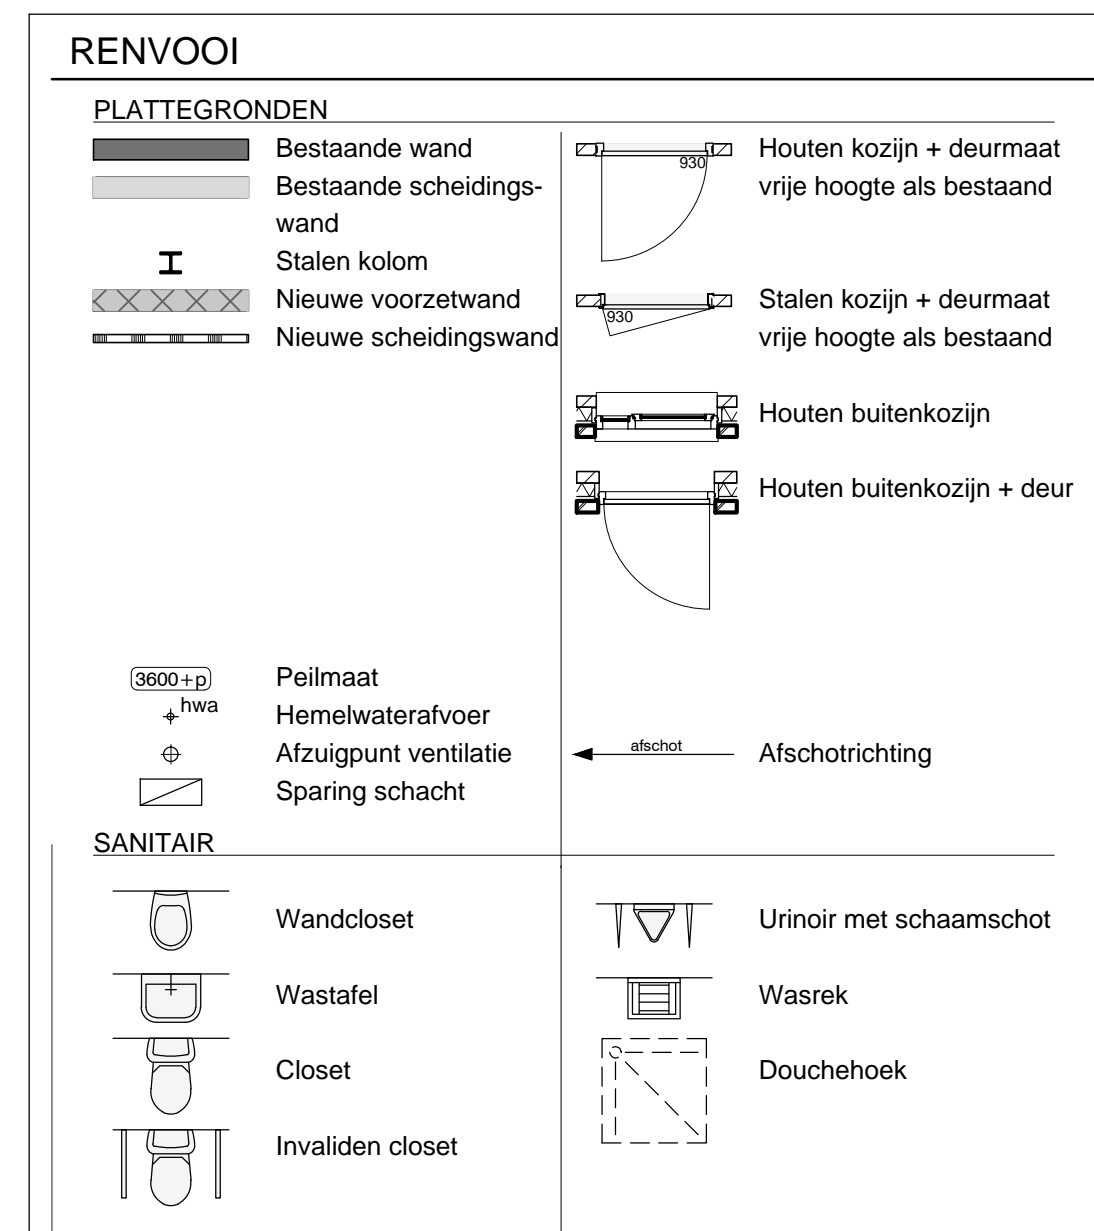 RENVOOI
PLATTEGRONDEN
Bestaande wand
Bestaande scheidings-
wand
Stalen kolom
Nieuwe voorzetwand
Nieuwe scheidingswand
930
Houten kozijn + deurmaat
vrije hoogte als bestaand
930
Stalen kozijn + deurmaat
vrije hoogte als bestaand
Houten buitenkozijn
Houten buitenkozijn + deur
3600+p
Peilmaat
hwa
Hemelwaterafvoer
Afzuigpunt ventilatie
Sparing schacht
afschot
Afschotrichting
SANITAIR
Wandcloset
Wastafel
Closet
Invaliden closet
Urinoir met schaamschot
Wasrek
Douchehoek